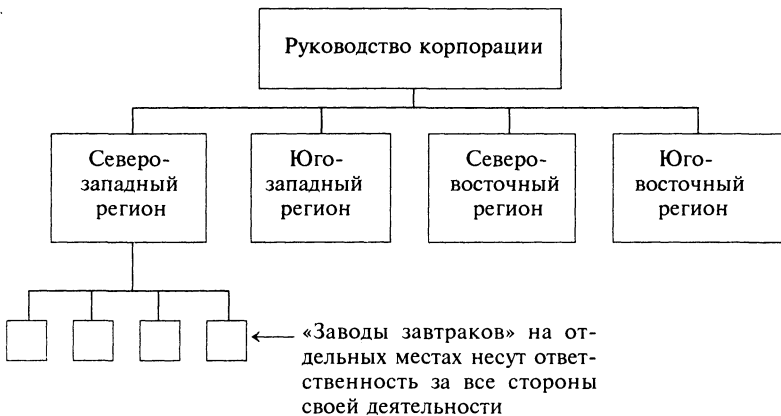 Руководство корпорации
Северо-
западный
регион
Юго-
западный
регион
Северо-
восточный
регион
Юго-
восточный
регион
«Заводы завтраков» на от-
дельных местах несут ответ-
ственность за все стороны
своей деятельности